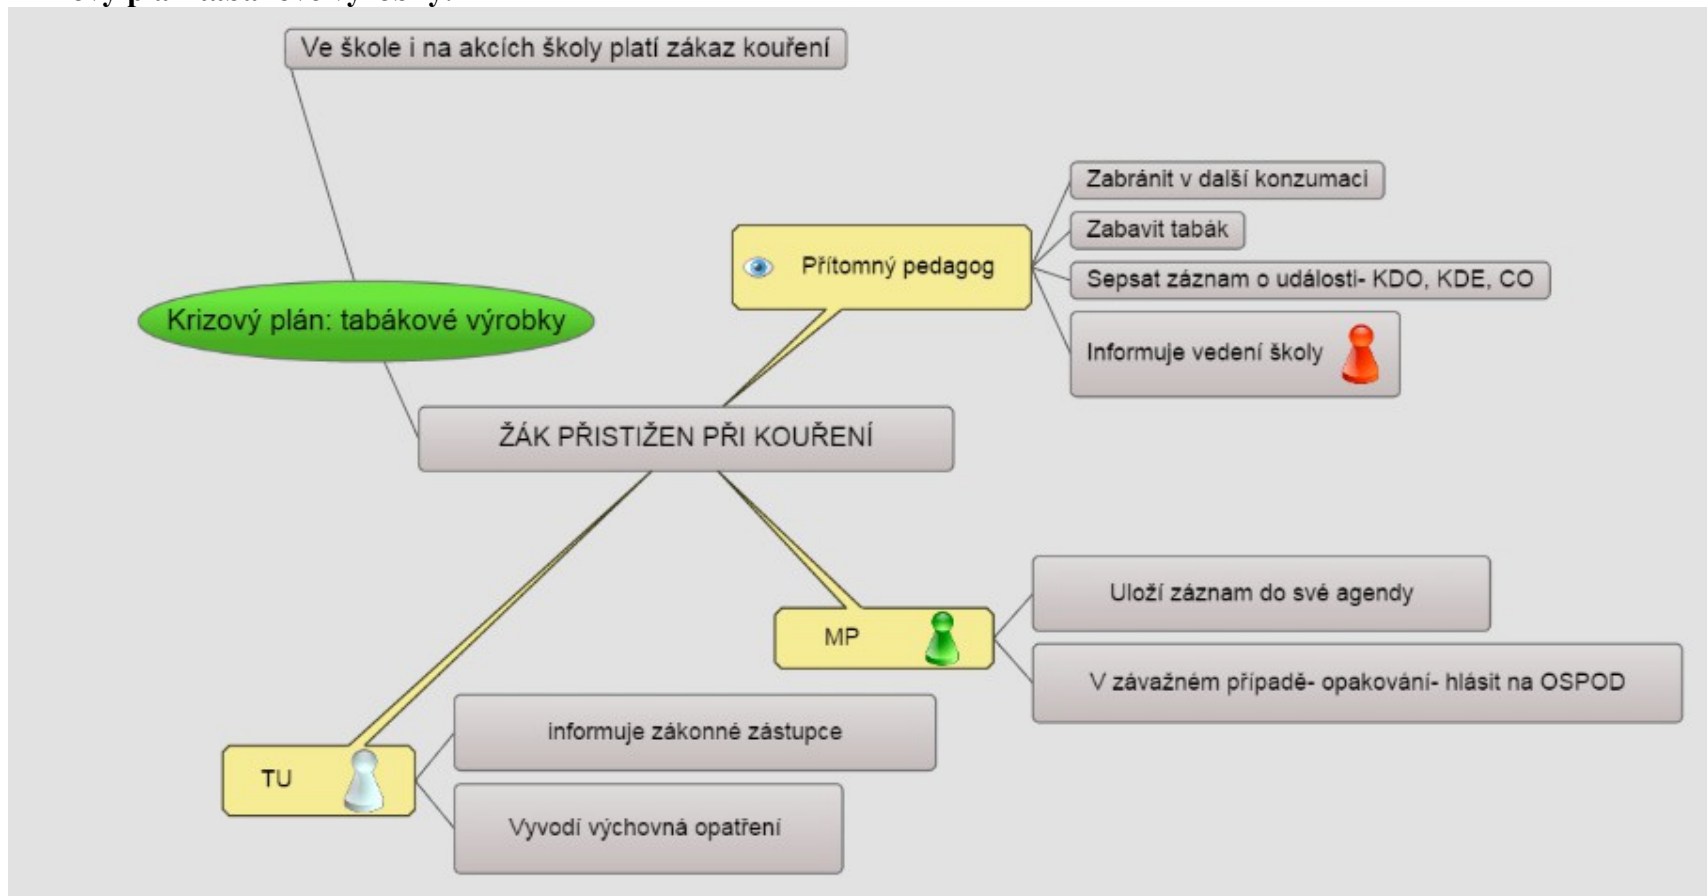 Ve škole i na akcích školy platí zákaz kouření
Krizový plán: tabákové výrobky
ŽÁK PŘISTIŽEN PŘI KOUŘENÍ
Přítomný pedagog
Zabránit v další konzumaci
Zabavit tabák
Sepsat záznam o události- KDO, KDE, CO
Informuje vedení školy
MP
Uloží záznam do své agendy
V závažném případě- opakování- hlásit na OSPOD
TU
informuje zákonné zástupce
Vyvodí výchovná opatření